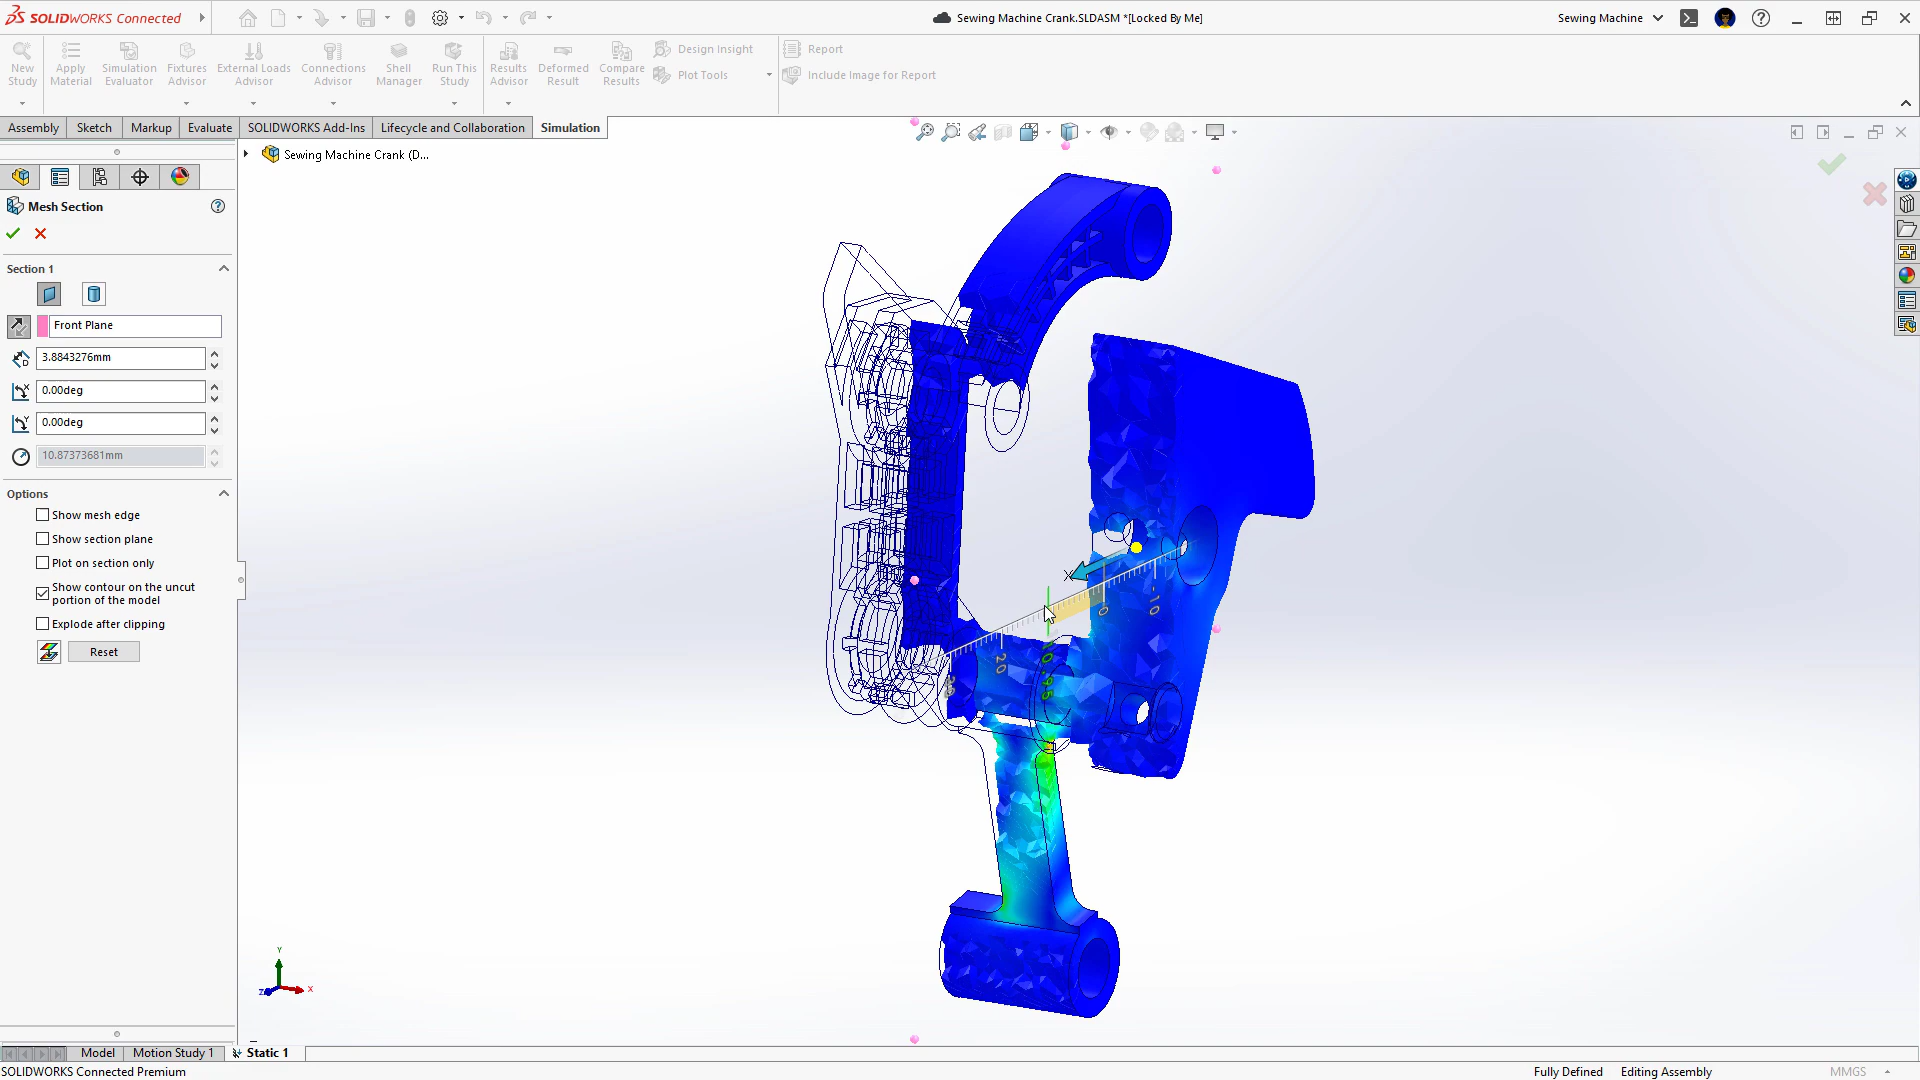 SOLIDWORKS Connected
Sewing Machine Crank.SLDASM *[Locked By Me]
Sewing Machine
New Study
Apply Material
Simulation Evaluator
Fixtures Advisor
External Loads Advisor
Connections Advisor
Shell Manager
Run This Study
Results Advisor
Deformed Result
Compare Results
Design Insight
Plot Tools
Report
Include Image for Report
Assembly
Sketch
Markup
Evaluate
SOLIDWORKS Add-Ins
Lifecycle and Collaboration
Simulation
Sewing Machine Crank (D...
Mesh Section
Section 1
Front Plane
3.8843276mm
0.00deg
0.00deg
10.87373681mm
Options
Show mesh edge
Show section plane
Plot on section only
Show contour on the uncut
portion of the model
Explode after clipping
Reset
X
-10
0
10.95
20
Y
Z
X
Model
Motion Study 1
Static 1
SOLIDWORKS Connected Premium
Fully Defined
Editing Assembly
MMGS